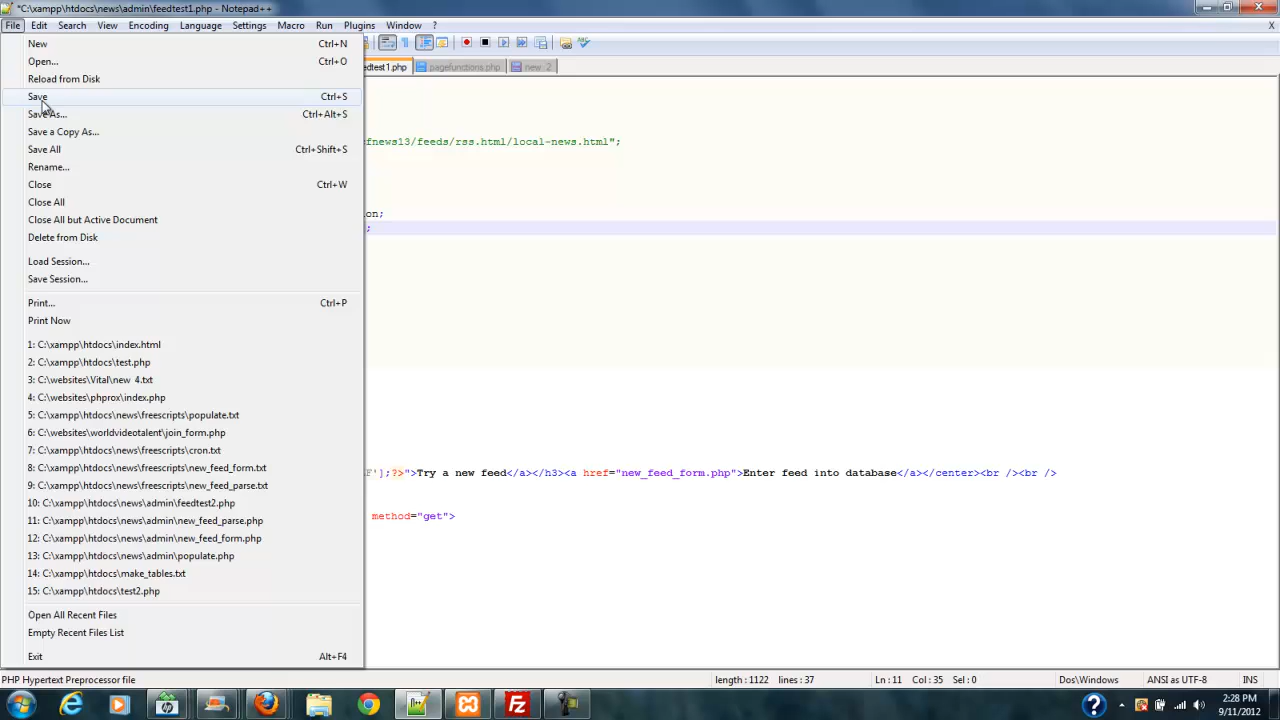 *C:\xampp\htdocs\news\admin\feedtest1.php - Notepad++
File Edit Search View Encoding Language Settings Macro Run Plugins Window ? X
New Ctrl+N
Open... Ctrl+O
edtest1.php pagefunctions.php new 2
Reload from Disk
Save Ctrl+S
Save As... Ctrl+Alt+S
Save a Copy As...
fnews13/feeds/rss.html/local-news.html";
Save All Ctrl+Shift+S
Rename...
Close Ctrl+W
Close All
on;
Close All but Active Document
;
Delete from Disk
Load Session...
Save Session...
Print... Ctrl+P
Print Now
1: C:\xampp\htdocs\index.html
2: C:\xampp\htdocs\test.php
3: C:\websites\Vital\new 4.txt
4: C:\websites\phprox\index.php
5: C:\xampp\htdocs\news\freescripts\populate.txt
6: C:\websites\worldvideotalent\join_form.php
7: C:\xampp\htdocs\news\freescripts\cron.txt
8: C:\xampp\htdocs\news\freescripts\new_feed_form.txt
F'];?>">Try a new feed</a></h3><a href="new_feed_form.php">Enter feed into database</a></center><br /><br />
9: C:\xampp\htdocs\news\freescripts\new_feed_parse.txt
10: C:\xampp\htdocs\news\admin\feedtest2.php
method="get">
11: C:\xampp\htdocs\news\admin\new_feed_parse.php
12: C:\xampp\htdocs\news\admin\new_feed_form.php
13: C:\xampp\htdocs\news\admin\populate.php
14: C:\xampp\htdocs\make_tables.txt
15: C:\xampp\htdocs\test2.php
Open All Recent Files
Empty Recent Files List
Exit Alt+F4
PHP Hypertext Preprocessor file length : 1122 lines : 37 Ln : 11 Col : 35 Sel : 0 Dos\Windows ANSI as UTF-8 INS
2:28 PM
9/11/2012